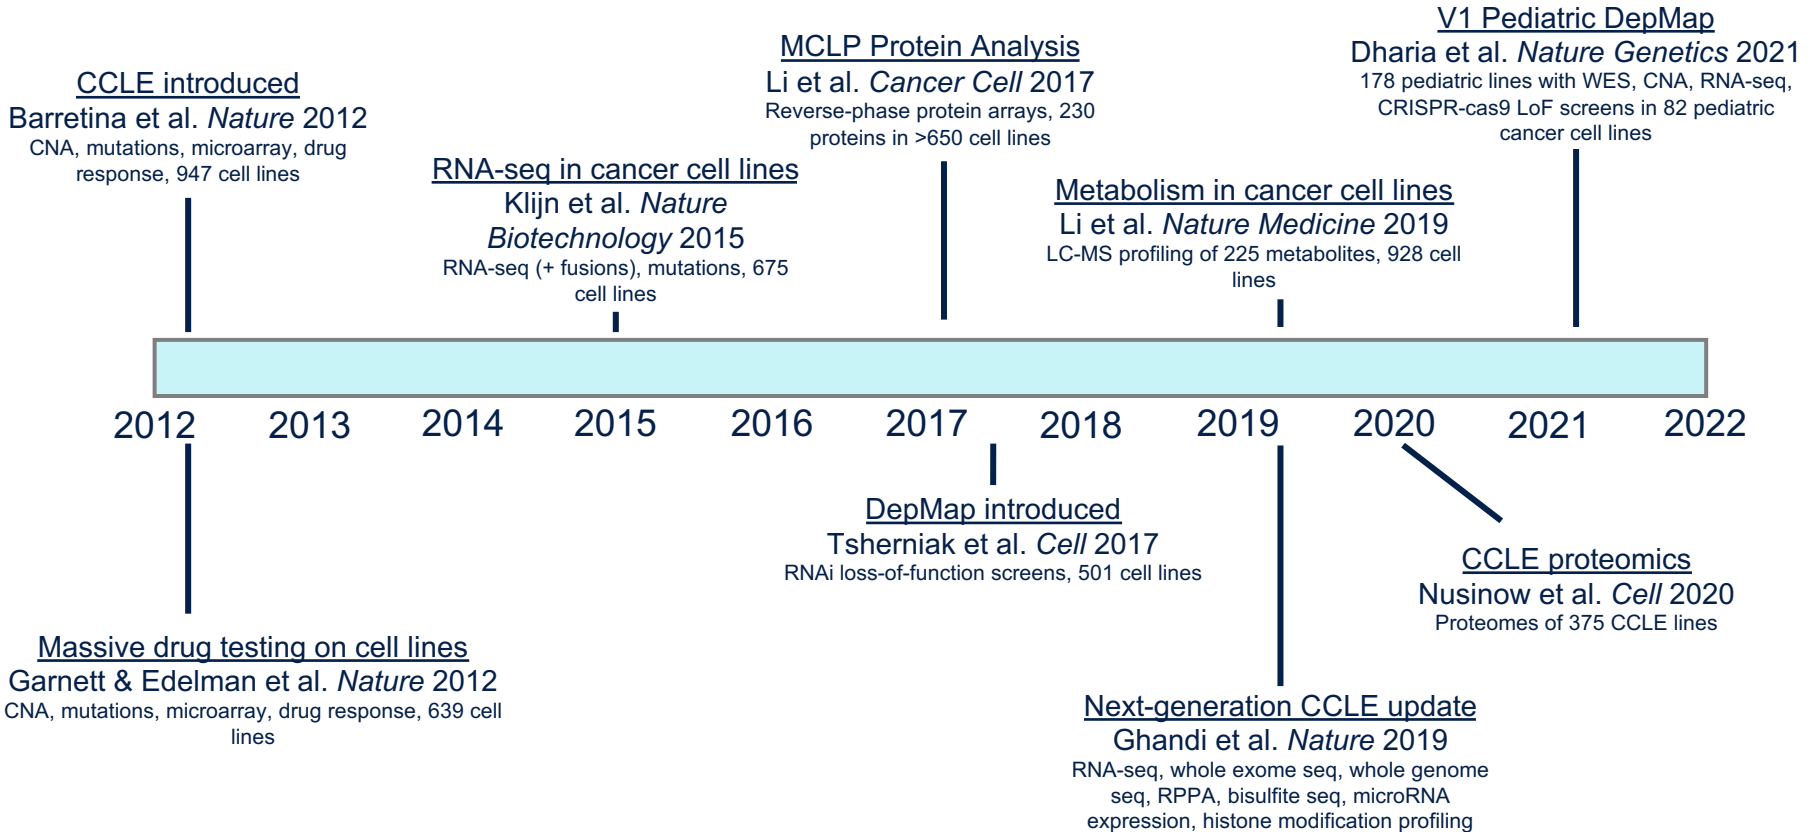 CCLE introduced
Barretina et al. Nature 2012
CNA, mutations, microarray, drug
response, 947 cell lines
RNA-seq in cancer cell lines
Klijn et al. Nature
Biotechnology 2015
RNA-seq (+ fusions), mutations, 675
cell lines
MCLP Protein Analysis
Li et al. Cancer Cell 2017
Reverse-phase protein arrays, 230
proteins in >650 cell lines
Metabolism in cancer cell lines
Li et al. Nature Medicine 2019
LC-MS profiling of 225 metabolites, 928 cell
lines
V1 Pediatric DepMap
Dharia et al. Nature Genetics 2021
178 pediatric lines with WES, CNA, RNA-seq,
CRISPR-cas9 LoF screens in 82 pediatric
cancer cell lines
2012 2013 2014 2015 2016 2017 2018 2019 2020 2021 2022
Massive drug testing on cell lines
Garnett & Edelman et al. Nature 2012
CNA, mutations, microarray, drug response, 639 cell
lines
DepMap introduced
Tsherniak et al. Cell 2017
RNAi loss-of-function screens, 501 cell lines
Next-generation CCLE update
Ghandi et al. Nature 2019
RNA-seq, whole exome seq, whole genome
seq, RPPA, bisulfite seq, microRNA
expression, histone modification profiling
CCLE proteomics
Nusinow et al. Cell 2020
Proteomes of 375 CCLE lines